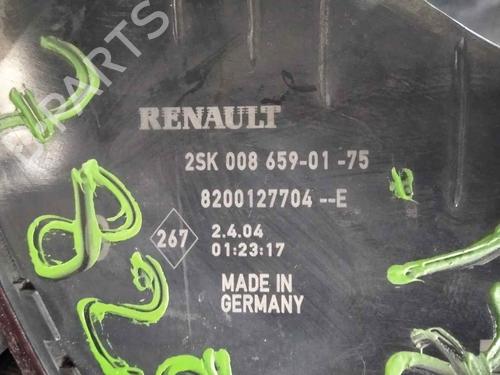 RENAULT
2SK 008 659-01 -75
8200127704 --E
267
2.4.04
01:23:17
MADE IN
GERMANY